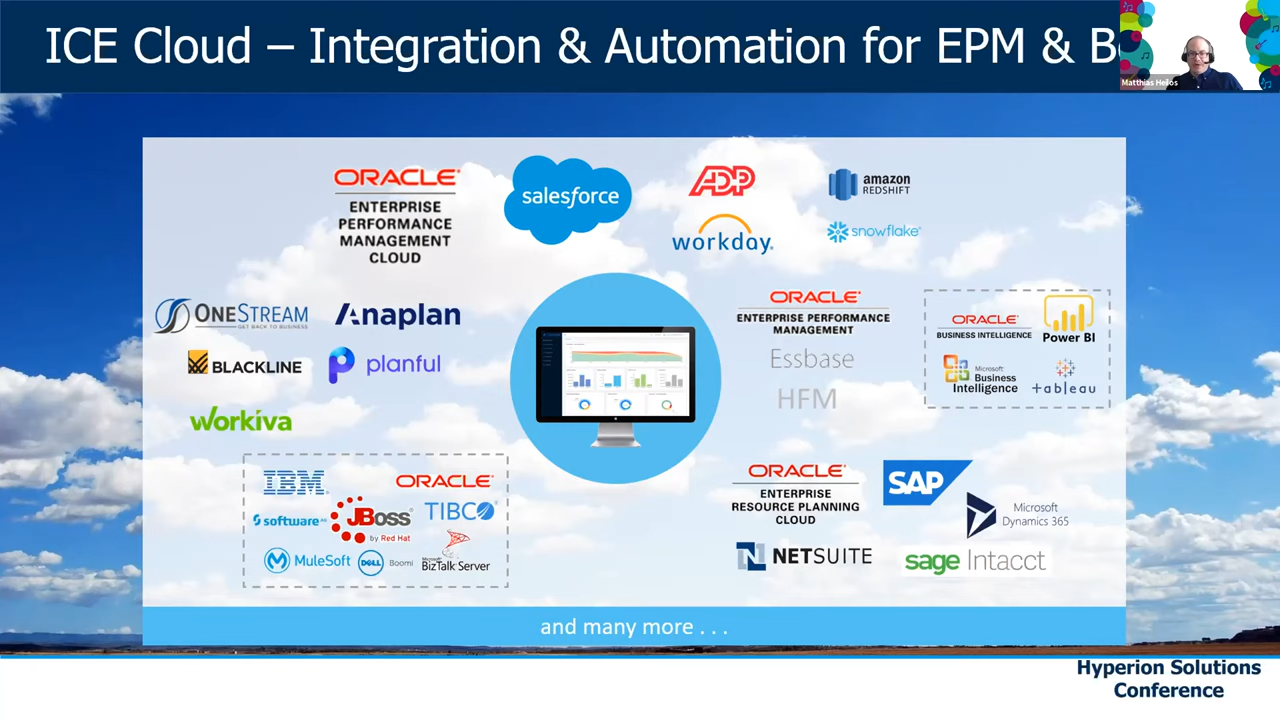 ICE Cloud – Integration & Automation for EPM & Be
Matthias Heilos
ORACLE
ENTERPRISE
PERFORMANCE
MANAGEMENT
CLOUD
salesforce
ADP
workday
amazon
REDSHIFT
snowflake
ONESTREAM
GET BACK TO BUSINESS
Anaplan
BLACKLINE
planful
workiva
ORACLE
ENTERPRISE PERFORMANCE
MANAGEMENT
Essbase
HFM
ORACLE
BUSINESS INTELLIGENCE
Power BI
Microsoft
Business
Intelligence
+ableau
IBM
ORACLE
software AG
JBoss
by Red Hat
TIBCO
MuleSoft
DELL
Boomi
Microsoft
BizTalk Server
ORACLE
ENTERPRISE
RESOURCE PLANNING
CLOUD
SAP
Microsoft
Dynamics 365
NETSUITE
sage Intacct
and many more . . .
Hyperion Solutions
Conference